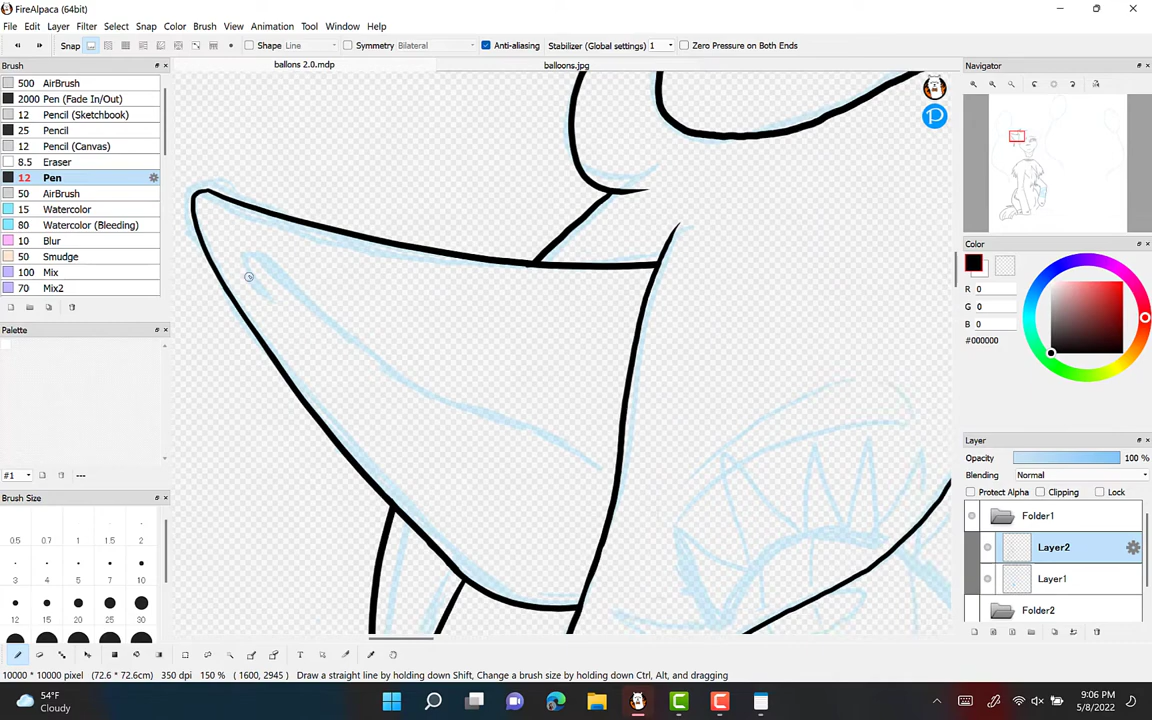 FireAlpaca (64bit)
File Edit Layer Filter Select Snap Color Brush View Animation Tool Window Help
Snap Shape Line Symmetry Bilateral Anti-aliasing Stabilizer (Global settings) 1 Zero Pressure on Both Ends
Brush
ballons 2.0.mdp
balloons.jpg
Navigator
500 AirBrush
2000 Pen (Fade In/Out)
12 Pencil (Sketchbook)
25 Pencil
12 Pencil (Canvas)
8.5 Eraser
12 Pen
50 AirBrush
15 Watercolor
80 Watercolor (Bleeding)
10 Blur
50 Smudge
100 Mix
70 Mix2
Color
R 0
G 0
B 0
#000000
Palette
#1 ---
Layer
Opacity 100 %
Blending Normal
Protect Alpha Clipping Lock
Folder1
Layer2
Layer1
Folder2
Brush Size
0.5 0.7 1 1.5 2
3 4 5 7 10
12 15 20 25 30
10000 * 10000 pixel (72.6 * 72.6cm) 350 dpi 150 % (1600, 2945) Draw a straight line by holding down Shift, Change a brush size by holding down Ctrl, Alt, and dragging
54°F
Cloudy
9:06 PM
5/8/2022